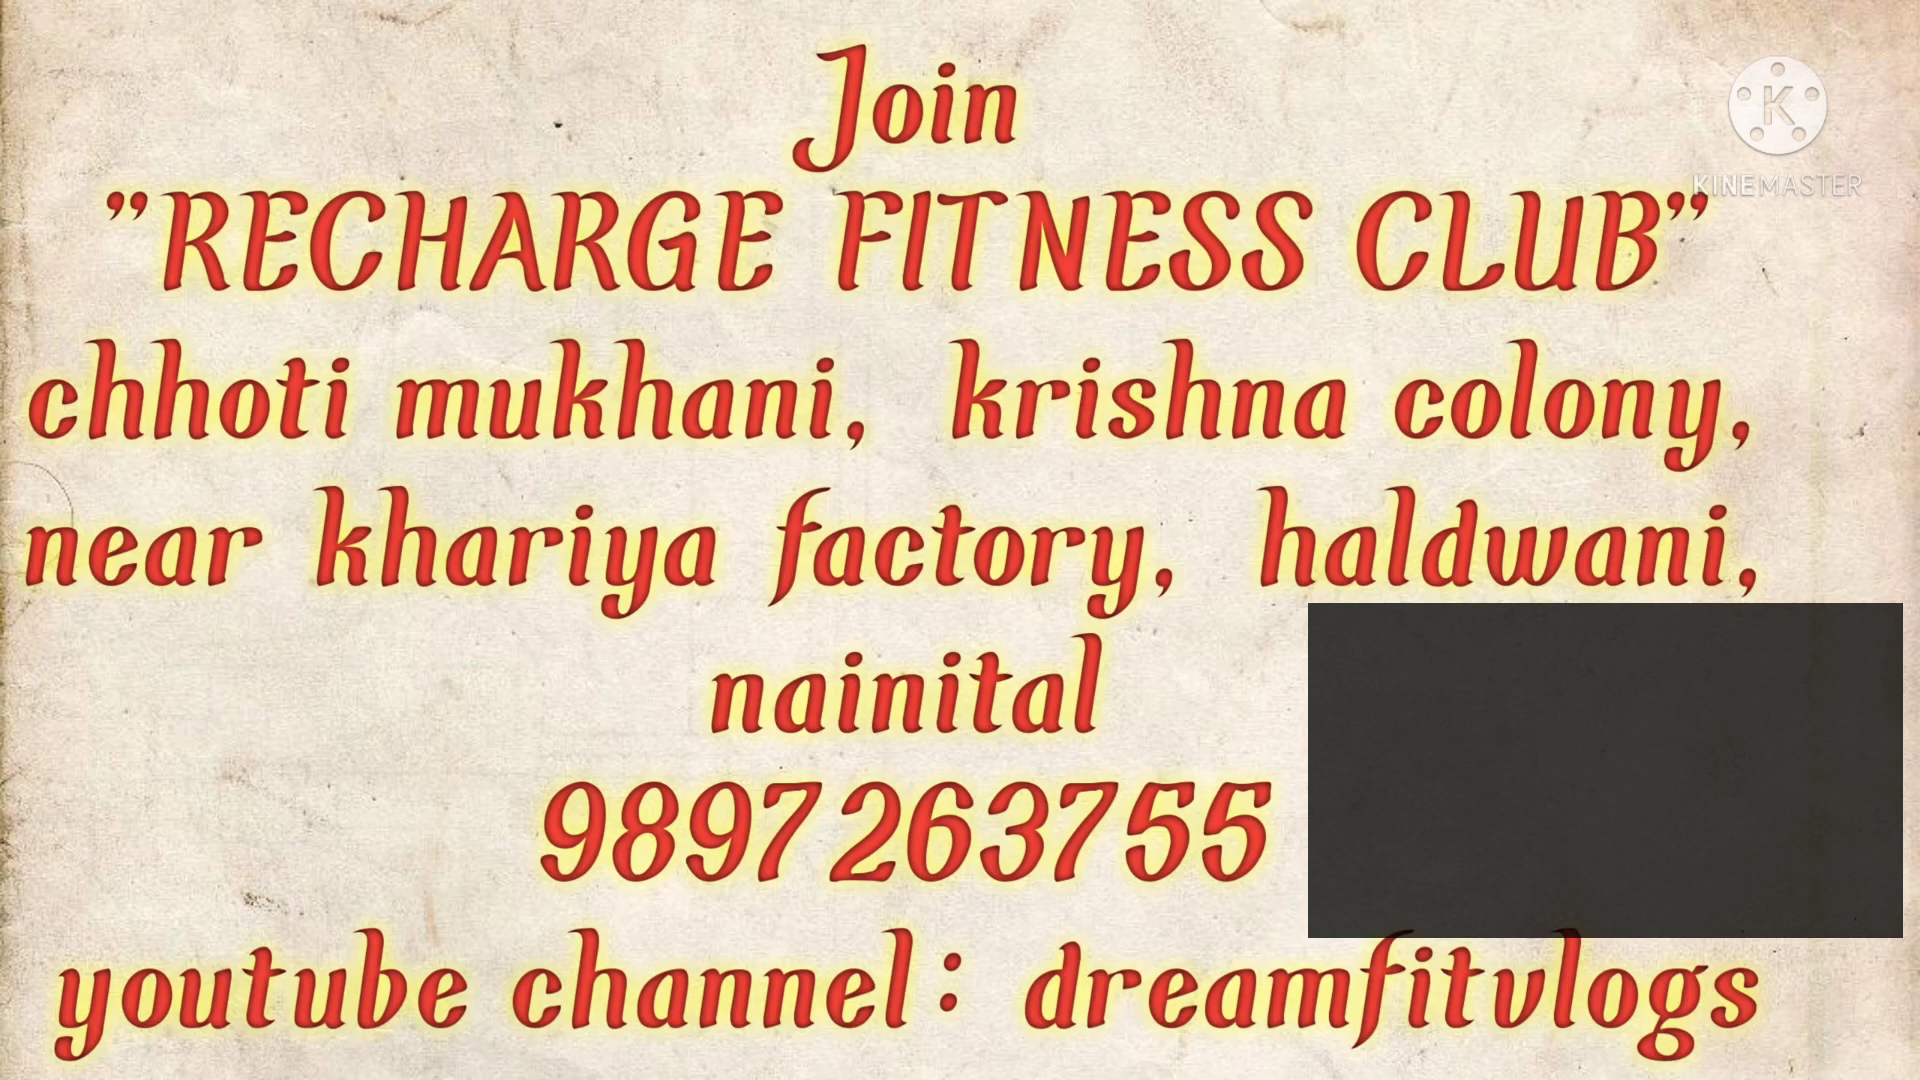 Join
"RECHARGE FITNESS CLUB"
KINEMASTER
chhoti mukhani, krishna colony,
near khariya factory, haldwani,
nainital
9897263755
youtube channel: dreamfitvlogs